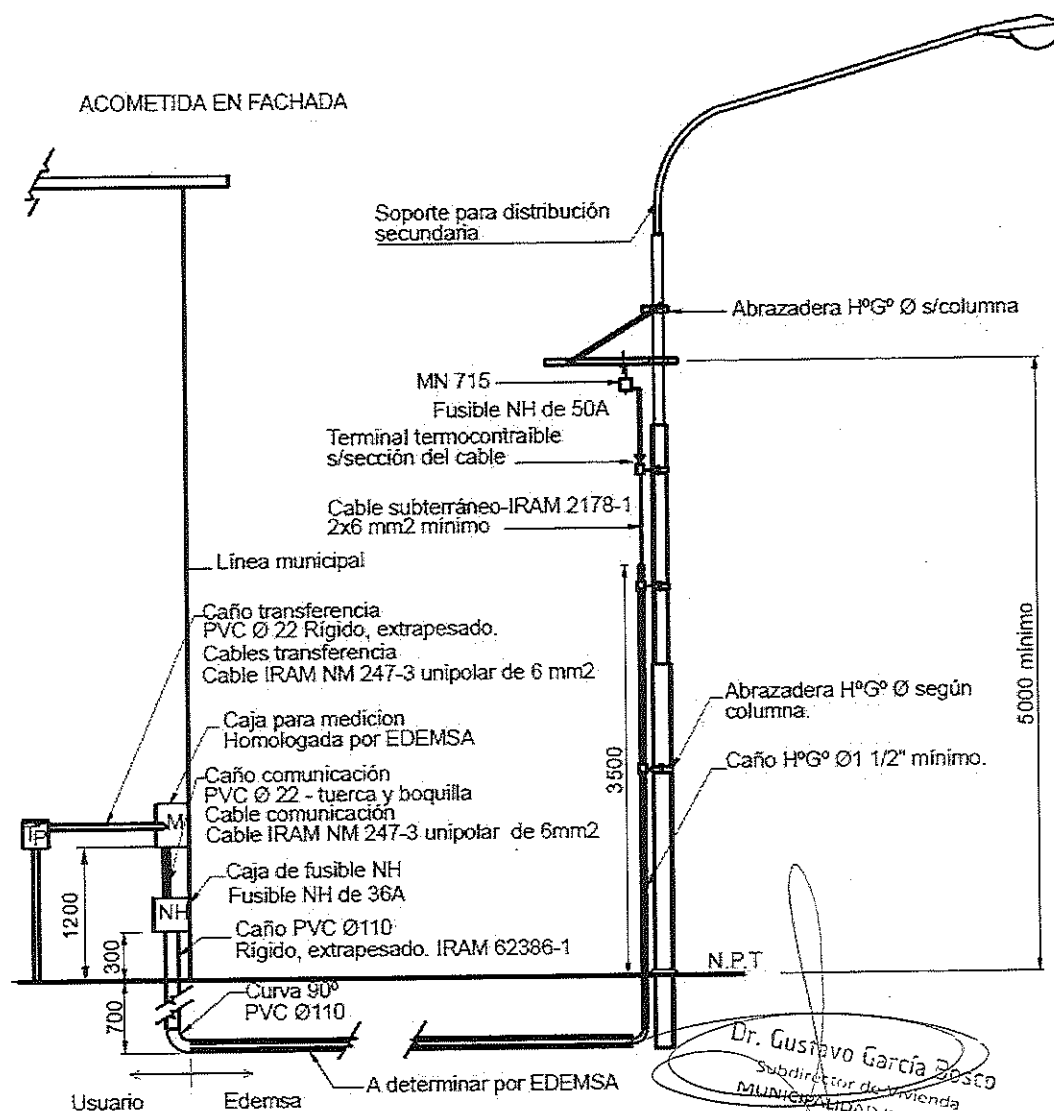 ACOMETIDA EN FACHADA
Soporte para distribución
secundaria
Abrazadera HºGº Ø s/columna
MN 715
Fusible NH de 50A
Terminal termocontraible
s/sección del cable
Cable subterráneo-IRAM 2178-1
2x6 mm2 mínimo
Línea municipal
Caño transferencia
PVC Ø 22 Rígido, extrapesado.
Cables transferencia
Cable IRAM NM 247-3 unipolar de 6 mm2
Caja para medicion
Homologada por EDEMSA
Caño comunicación
PVC Ø 22 - tuerca y boquilla
Cable comunicación
Cable IRAM NM 247-3 unipolar de 6mm2
Abrazadera HºGº Ø según
columna.
Caño HºGº Ø1 1/2" mínimo.
3500
5000 mínimo
TP
M
1200
NH
Caja de fusible NH
Fusible NH de 36A
Caño PVC Ø110
Rígido, extrapesado. IRAM 62386-1
300
N.P.T
700
Curva 90º
PVC Ø110
A determinar por EDEMSA
Usuario
Edemsa
Dr. Gustavo García Bosco
Subdirector de Vivienda